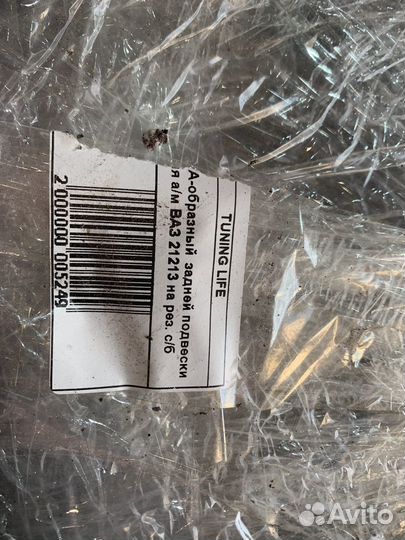 TUNING LIFE
А-образный задней подвески
я а/м ВАЗ 21213 на рез. с/б
2 000000 005249
Avito